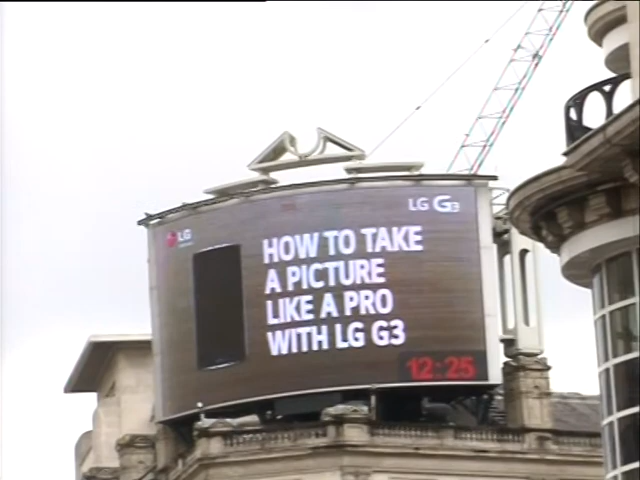 LG G3
LG
HOW TO TAKE
A PICTURE
LIKE A PRO
WITH LG G3
12:25